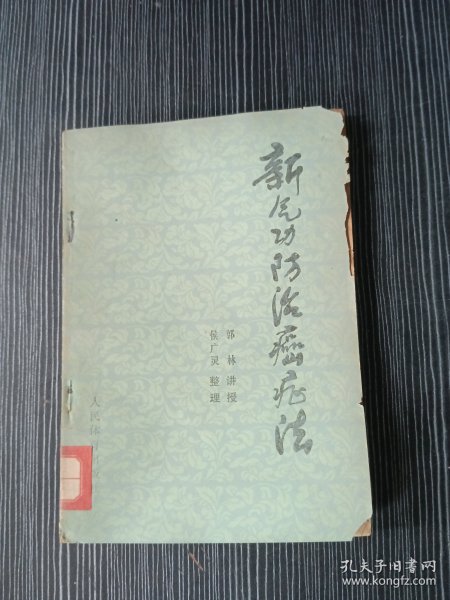 新气功防治癌症法
郭林 讲授
侯广灵 整理
人民体
孔夫子旧书网
www.kongfz.com